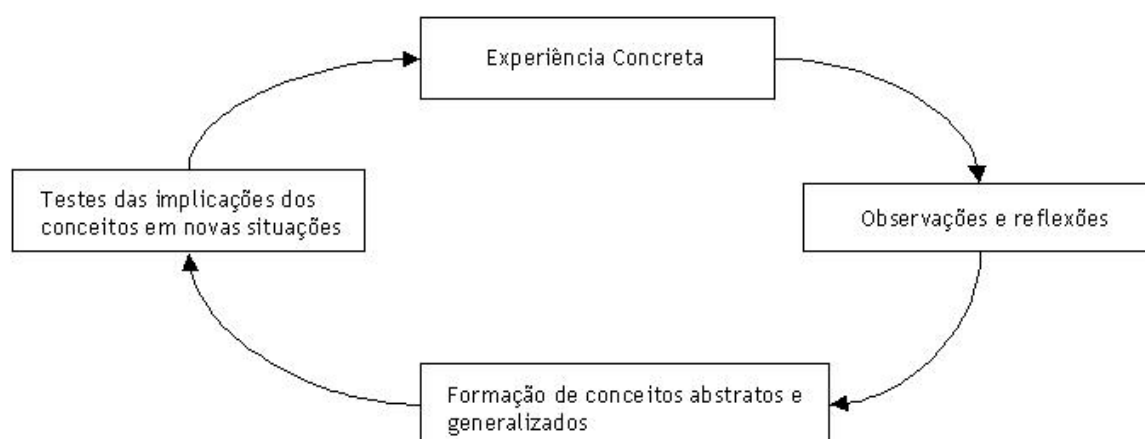 Experiência Concreta
Testes das implicações dos
conceitos em novas situações
Observações e reflexões
Formação de conceitos abstratos e
generalizados